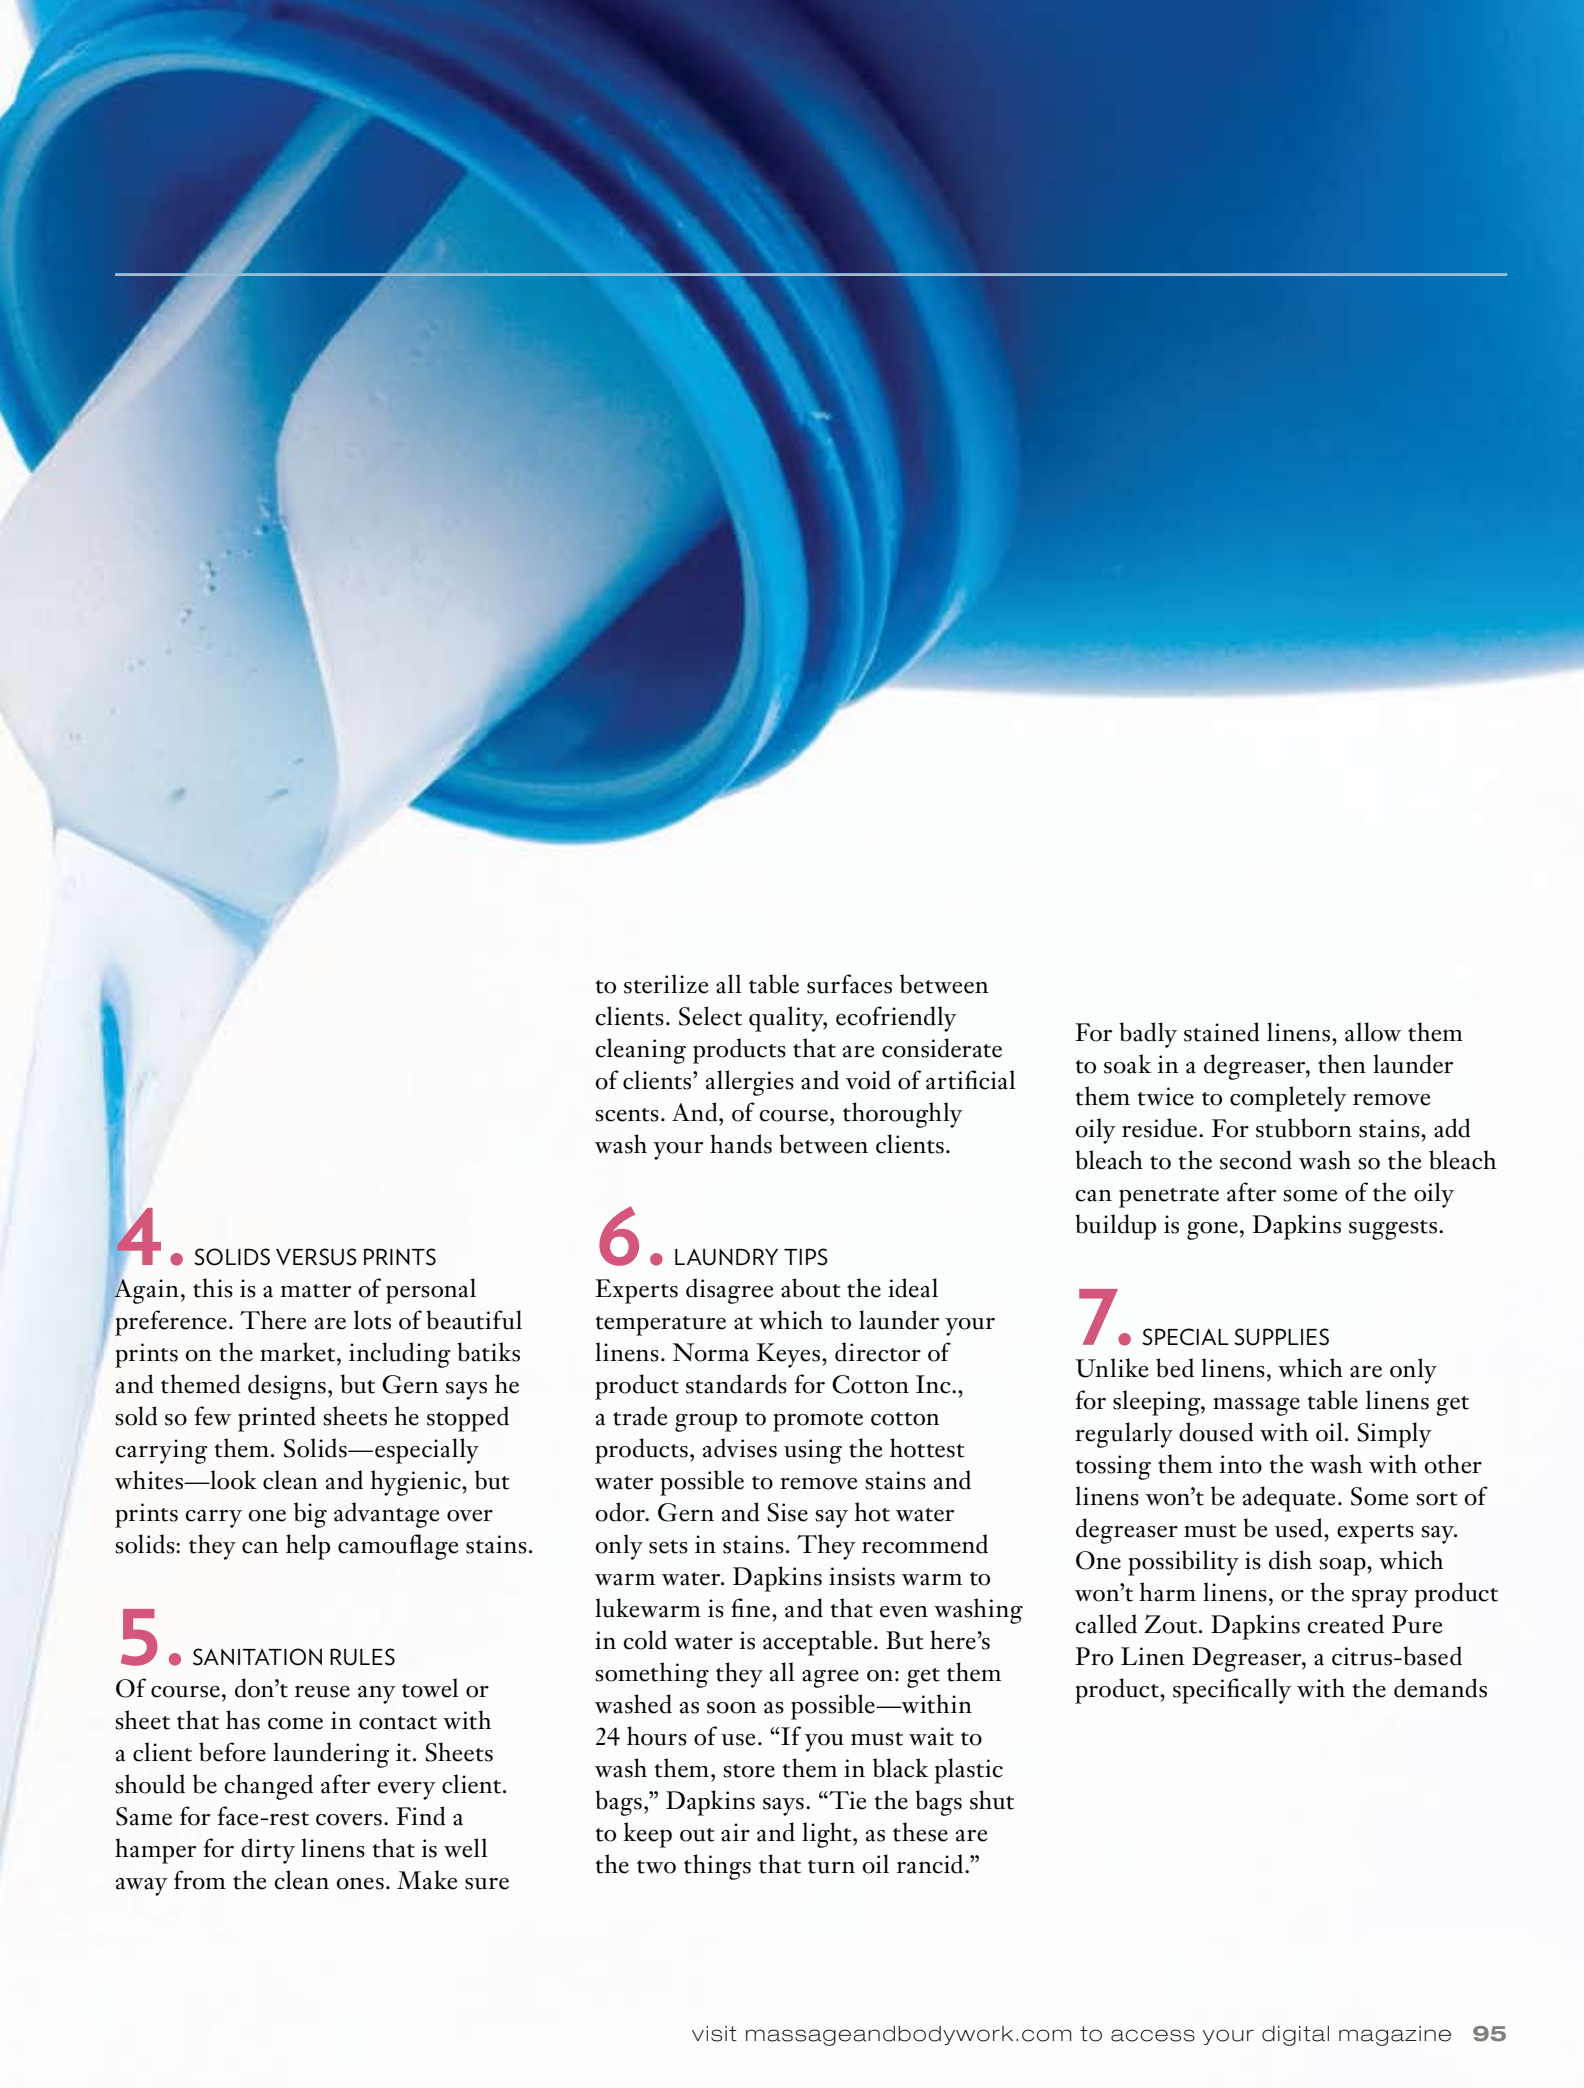 4. SOLIDS VERSUS PRINTS
Again, this is a matter of personal
preference. There are lots of beautiful
prints on the market, including batiks
and themed designs, but Gern says he
sold so few printed sheets he stopped
carrying them. Solids—especially
whites—look clean and hygienic, but
prints carry one big advantage over
solids: they can help camouflage stains.
5. SANITATION RULES
Of course, don’t reuse any towel or
sheet that has come in contact with
a client before laundering it. Sheets
should be changed after every client.
Same for face-rest covers. Find a
hamper for dirty linens that is well
away from the clean ones. Make sure
to sterilize all table surfaces between
clients. Select quality, ecofriendly
cleaning products that are considerate
of clients’ allergies and void of artificial
scents. And, of course, thoroughly
wash your hands between clients.
6. LAUNDRY TIPS
Experts disagree about the ideal
temperature at which to launder your
linens. Norma Keyes, director of
product standards for Cotton Inc.,
a trade group to promote cotton
products, advises using the hottest
water possible to remove stains and
odor. Gern and Sise say hot water
only sets in stains. They recommend
warm water. Dapkins insists warm to
lukewarm is fine, and that even washing
in cold water is acceptable. But here’s
something they all agree on: get them
washed as soon as possible—within
24 hours of use. “If you must wait to
wash them, store them in black plastic
bags,” Dapkins says. “Tie the bags shut
to keep out air and light, as these are
the two things that turn oil rancid.”
For badly stained linens, allow them
to soak in a degreaser, then launder
them twice to completely remove
oily residue. For stubborn stains, add
bleach to the second wash so the bleach
can penetrate after some of the oily
buildup is gone, Dapkins suggests.
7. SPECIAL SUPPLIES
Unlike bed linens, which are only
for sleeping, massage table linens get
regularly doused with oil. Simply
tossing them into the wash with other
linens won’t be adequate. Some sort of
degreaser must be used, experts say.
One possibility is dish soap, which
won’t harm linens, or the spray product
called Zout. Dapkins created Pure
Pro Linen Degreaser, a citrus-based
product, specifically with the demands
visit massageandbodywork.com to access your digital magazine 95